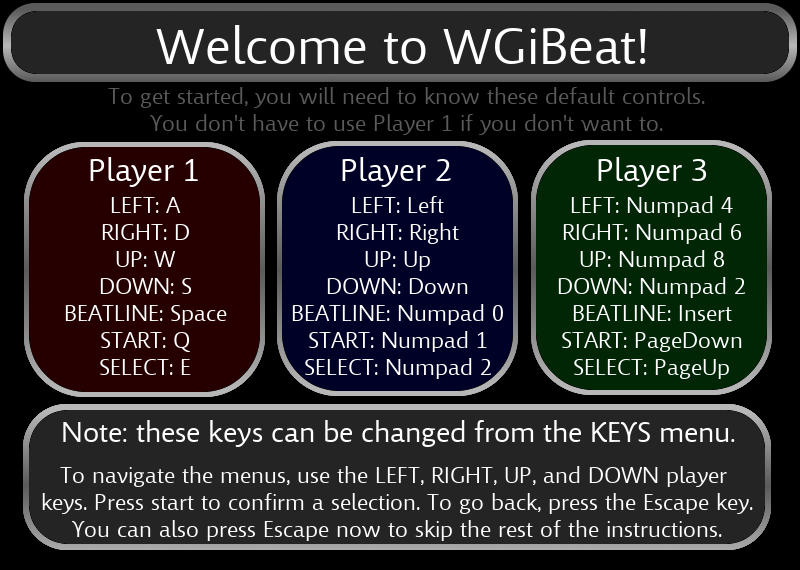 Welcome to WGiBeat!
To get started, you will need to know these default controls.
You don't have to use Player 1 if you don't want to.
Player 1
LEFT: A
RIGHT: D
UP: W
DOWN: S
BEATLINE: Space
START: Q
SELECT: E
Player 2
LEFT: Left
RIGHT: Right
UP: Up
DOWN: Down
BEATLINE: Numpad 0
START: Numpad 1
SELECT: Numpad 2
Player 3
LEFT: Numpad 4
RIGHT: Numpad 6
UP: Numpad 8
DOWN: Numpad 2
BEATLINE: Insert
START: PageDown
SELECT: PageUp
Note: these keys can be changed from the KEYS menu.
To navigate the menus, use the LEFT, RIGHT, UP, and DOWN player
keys. Press start to confirm a selection. To go back, press the Escape key.
You can also press Escape now to skip the rest of the instructions.